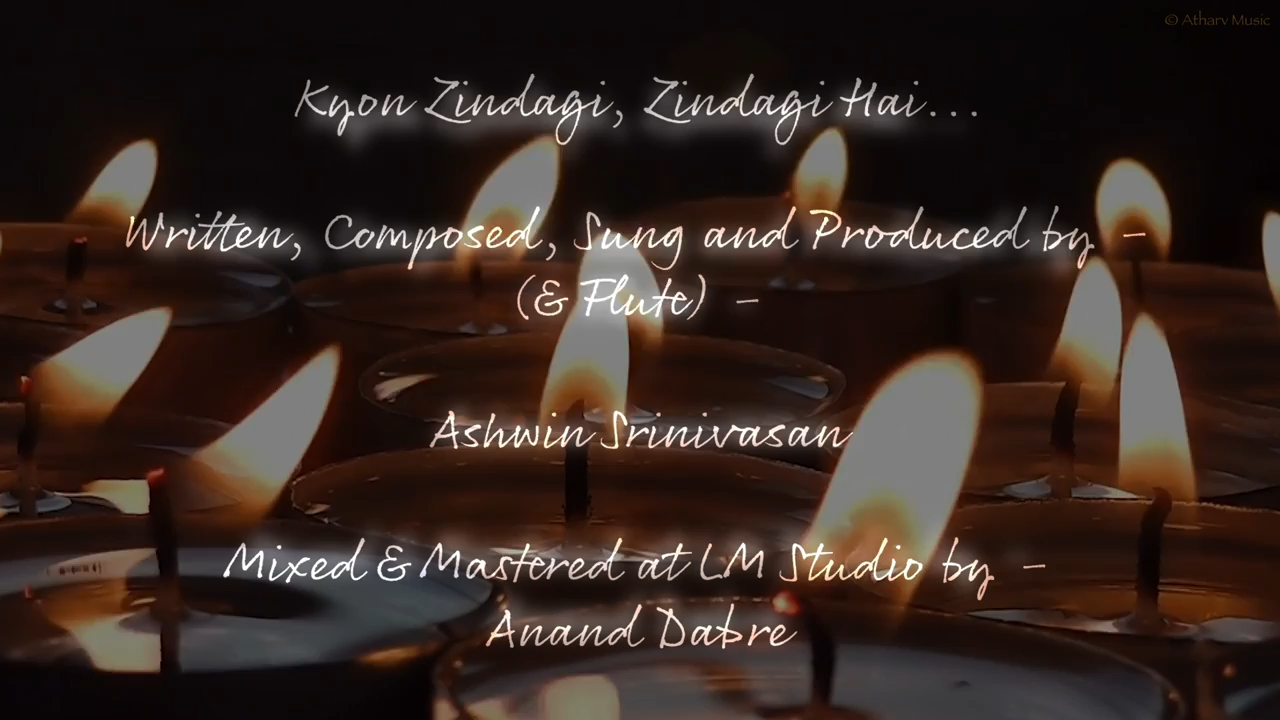 © Atharv Music
Kyon Zindagi, Zindagi Hai...
Written, Composed, Sung and Produced by -
(& Flute) -
Ashwin Srinivasan
Mixed & Mastered at LM Studio by -
Anand Dabre